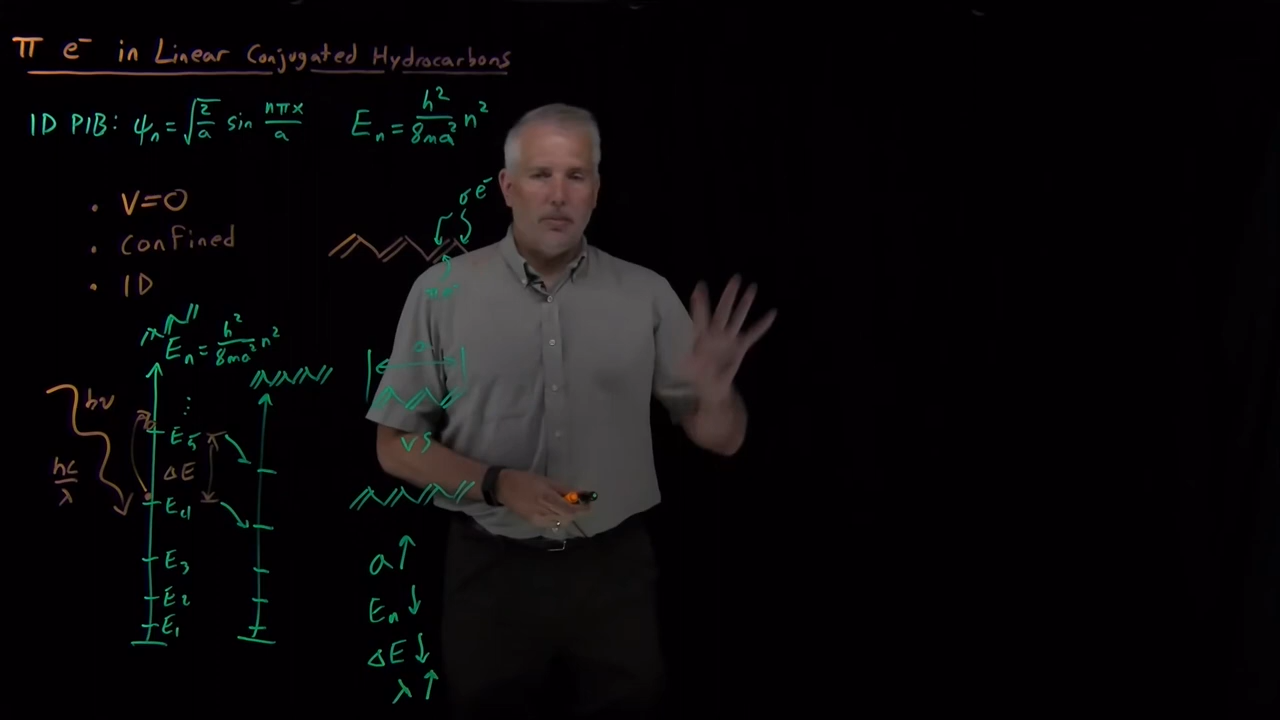 π e⁻ in Linear Conjugated Hydrocarbons
1D PIB: ψₙ = √(2/a) sin nπx/a   Eₙ = h²/8ma² n²
• V=0
• Confined
• 1D
σ e⁻
π e⁻
Eₙ = h²/8ma² n²
hν
hc/λ
⋮
E₅
ΔE
E₄
E₃
E₂
E₁
a
vs
a ↑
Eₙ ↓
ΔE ↓
λ ↑